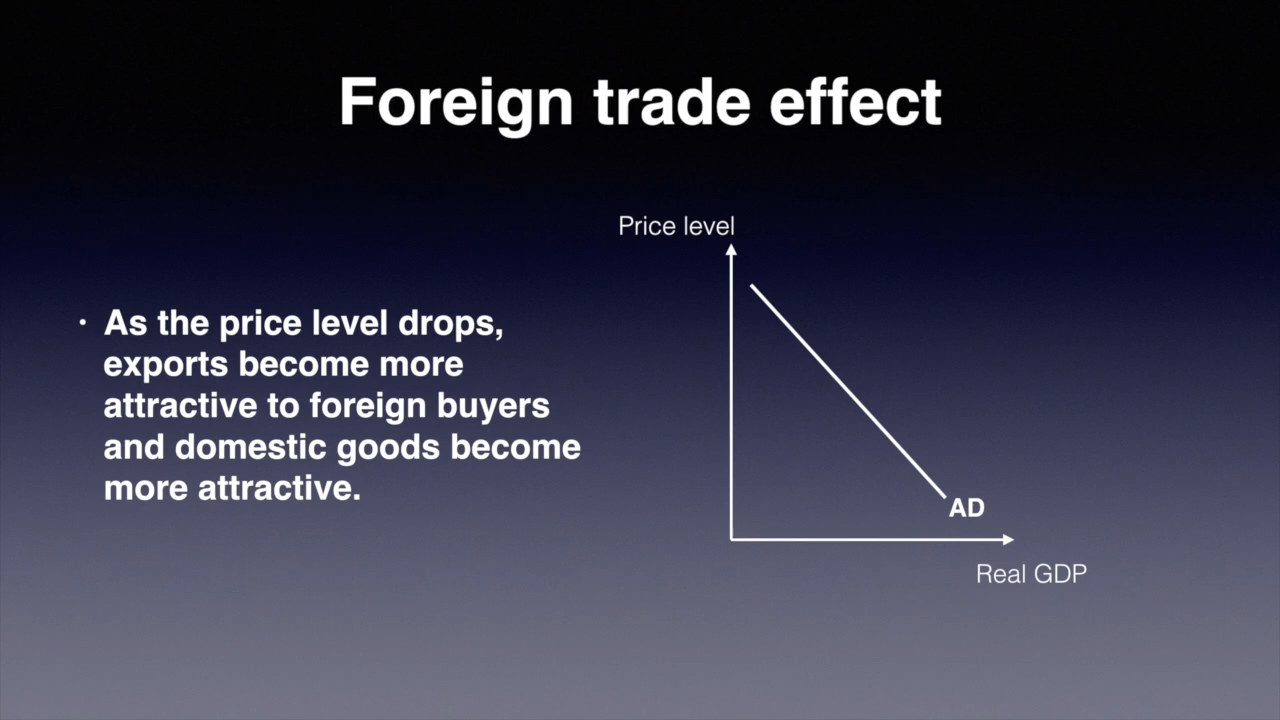 Foreign trade effect
Price level
• As the price level drops,
exports become more
attractive to foreign buyers
and domestic goods become
more attractive.
AD
Real GDP